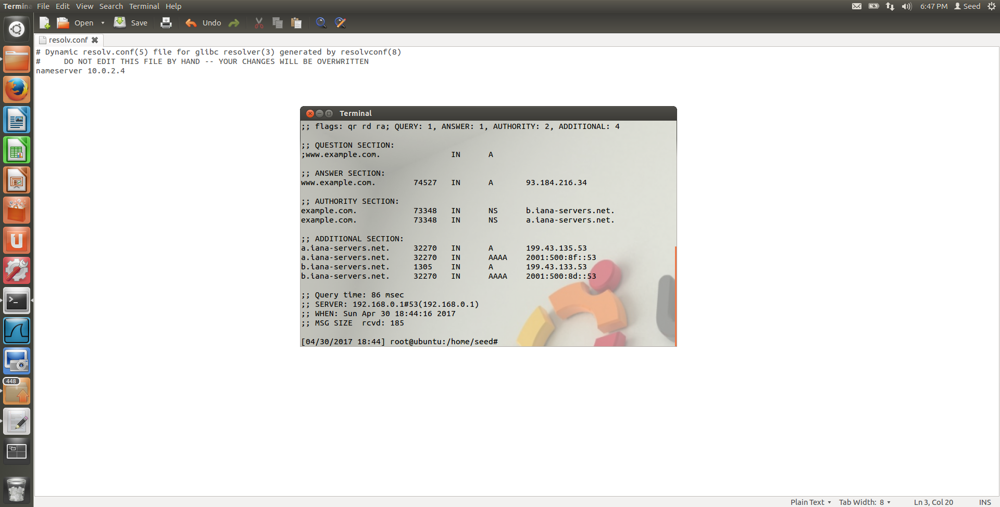 Termina File Edit View Search Terminal Help 6:47 PM Seed
Open Save Undo
resolv.conf
# Dynamic resolv.conf(5) file for glibc resolver(3) generated by resolvconf(8)
#     DO NOT EDIT THIS FILE BY HAND -- YOUR CHANGES WILL BE OVERWRITTEN
nameserver 10.0.2.4
Terminal
;; flags: qr rd ra; QUERY: 1, ANSWER: 1, AUTHORITY: 2, ADDITIONAL: 4
;; QUESTION SECTION:
;www.example.com. IN A
;; ANSWER SECTION:
www.example.com. 74527 IN A 93.184.216.34
;; AUTHORITY SECTION:
example.com. 73348 IN NS b.iana-servers.net.
example.com. 73348 IN NS a.iana-servers.net.
;; ADDITIONAL SECTION:
a.iana-servers.net. 32270 IN A 199.43.135.53
a.iana-servers.net. 32270 IN AAAA 2001:500:8f::53
b.iana-servers.net. 1305 IN A 199.43.133.53
b.iana-servers.net. 32270 IN AAAA 2001:500:8d::53
;; Query time: 86 msec
;; SERVER: 192.168.0.1#53(192.168.0.1)
;; WHEN: Sun Apr 30 18:44:16 2017
;; MSG SIZE  rcvd: 185
[04/30/2017 18:44] root@ubuntu:/home/seed#
448
Plain Text Tab Width: 8 Ln 3, Col 20 INS